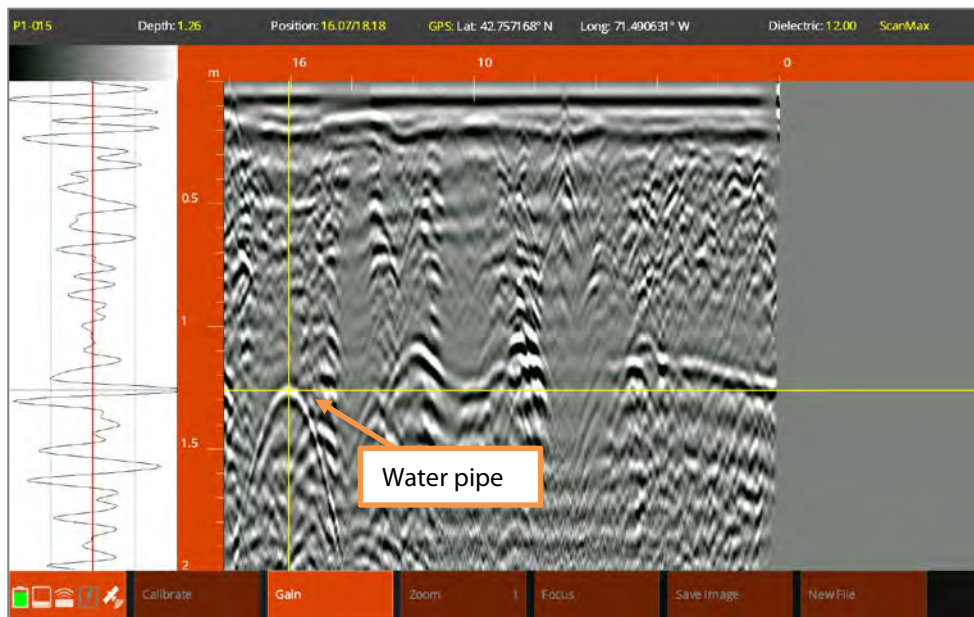 P1-015 Depth: 1.26 Position: 16.07/18.18 GPS: Lat: 42.757168° N Long: 71.490631° W Dielectric: 12.00 ScanMax
m 16 10 0
0.5
1
1.5
Water pipe
2
Calibrate Gain Zoom 1 Focus Save Image New File